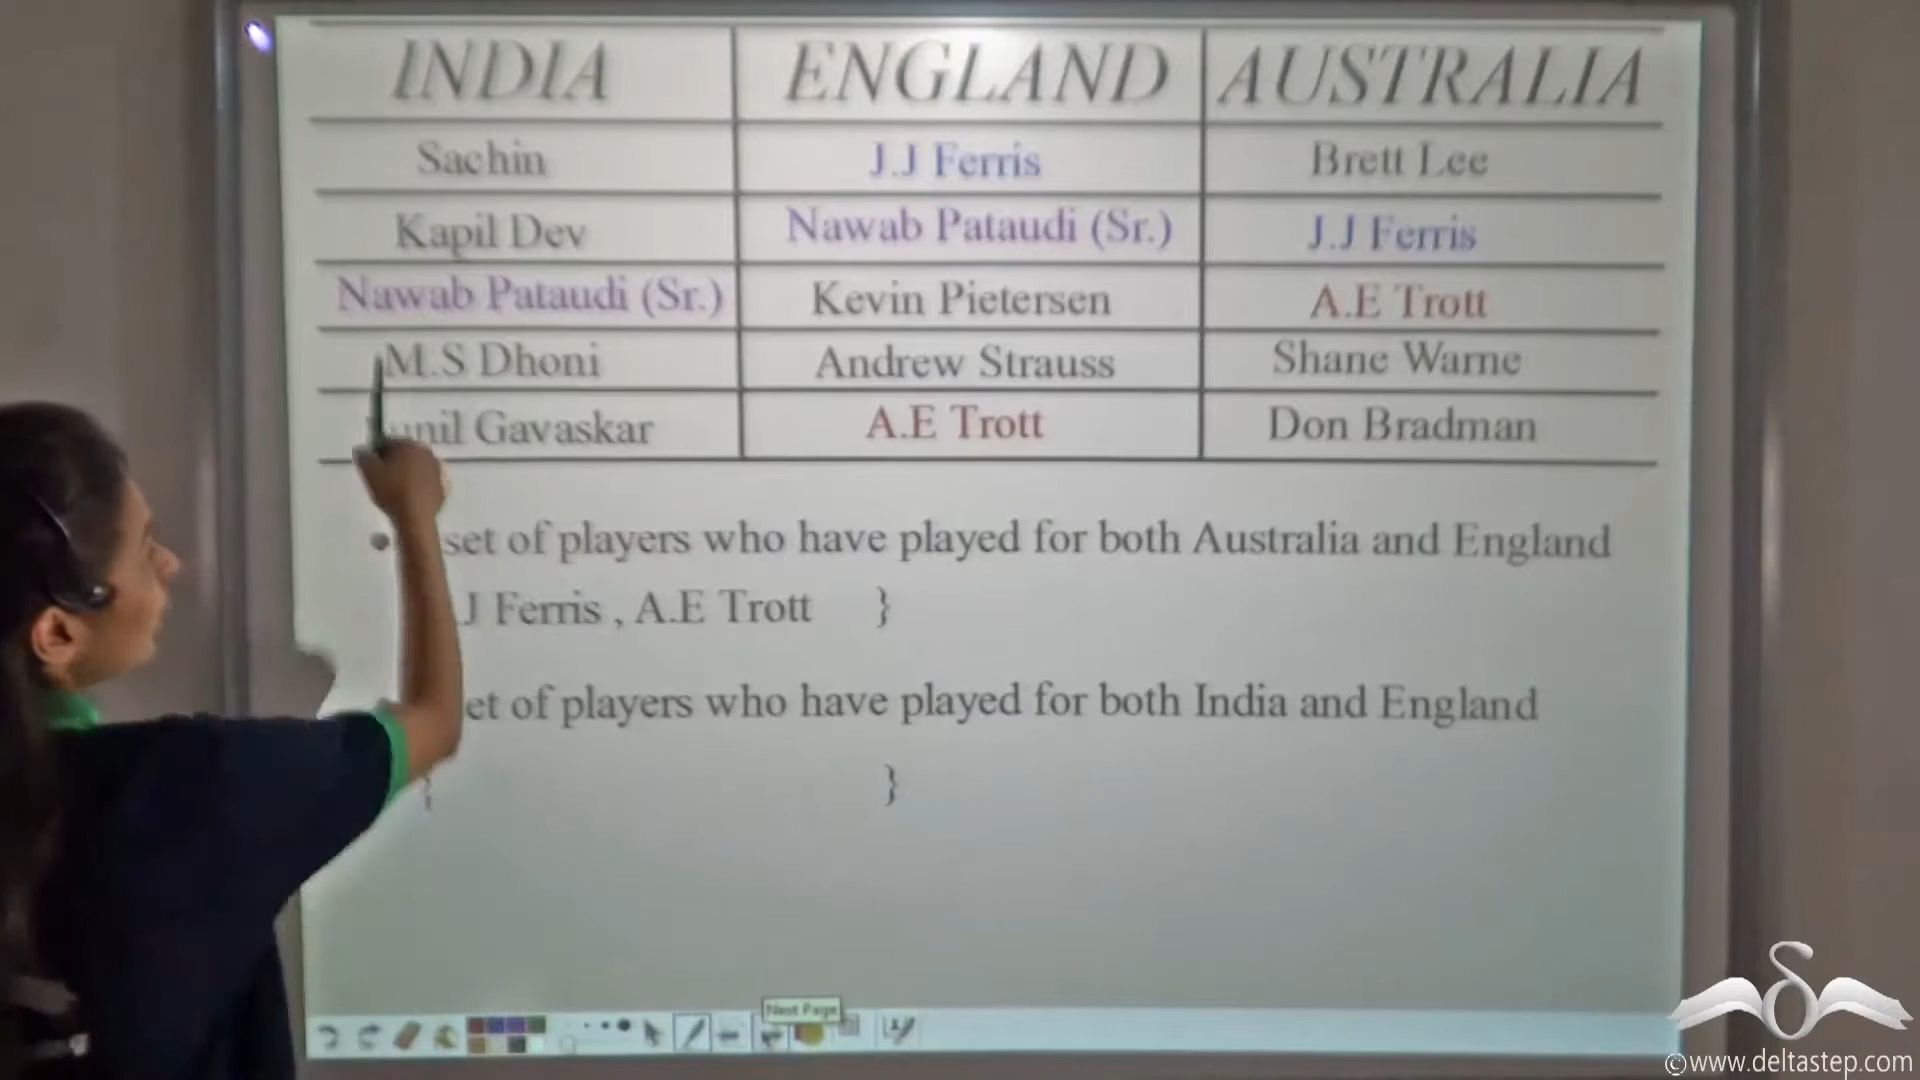 INDIA ENGLAND AUSTRALIA
Sachin J.J Ferris Brett Lee
Kapil Dev Nawab Pataudi (Sr.) J.J Ferris
Nawab Pataudi (Sr.) Kevin Pietersen A.E Trott
M.S Dhoni Andrew Strauss Shane Warne
Gavaskar A.E Trott Don Bradman
• set of players who have played for both Australia and England
J Ferris , A.E Trott }
et of players who have played for both India and England
{ }
Next Page
©www.deltastep.com